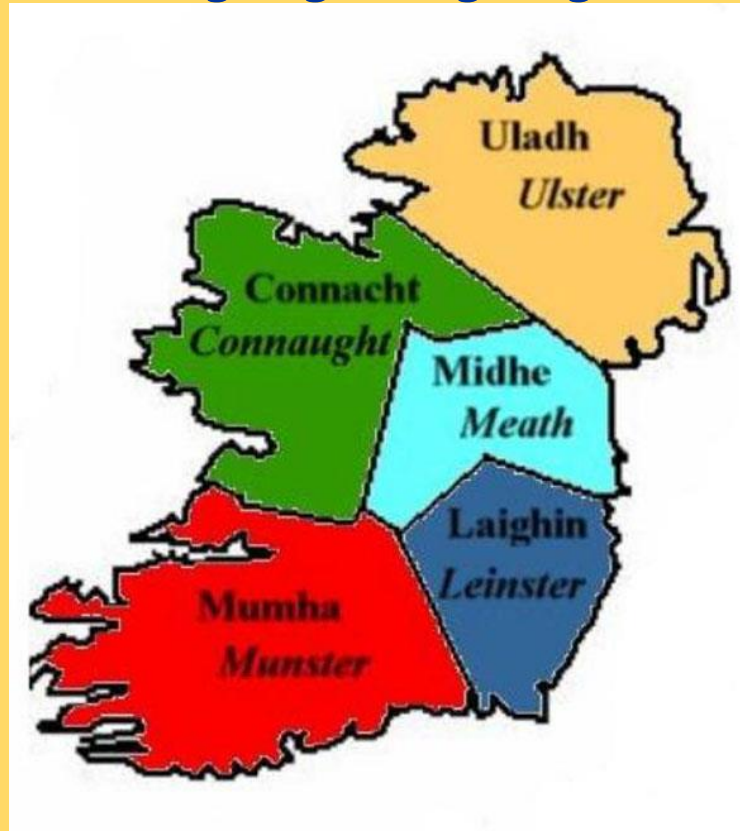 Uladh
Ulster
Connacht
Connaught
Midhe
Meath
Laighin
Leinster
Mumha
Munster